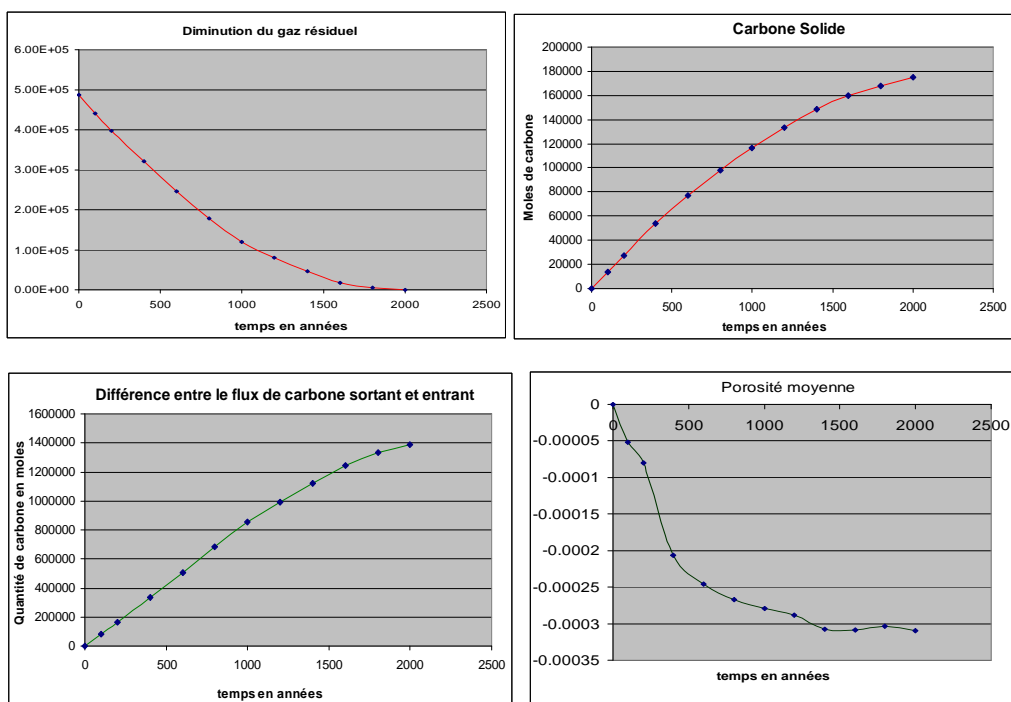 Diminution du gaz résiduel
6.00E+05
5.00E+05
4.00E+05
3.00E+05
2.00E+05
1.00E+05
0.00E+00
0 500 1000 1500 2000 2500
temps en années
Carbone Solide
Moles de carbone
200000
180000
160000
140000
120000
100000
80000
60000
40000
20000
0
0 500 1000 1500 2000 2500
temps en années
Différence entre le flux de carbone sortant et entrant
Quantité de carbone en moles
1600000
1400000
1200000
1000000
800000
600000
400000
200000
0
0 500 1000 1500 2000 2500
temps en années
Porosité moyenne
0
0 500 1000 1500 2000 2500
-0.00005
-0.0001
-0.00015
-0.0002
-0.00025
-0.0003
-0.00035
temps en années